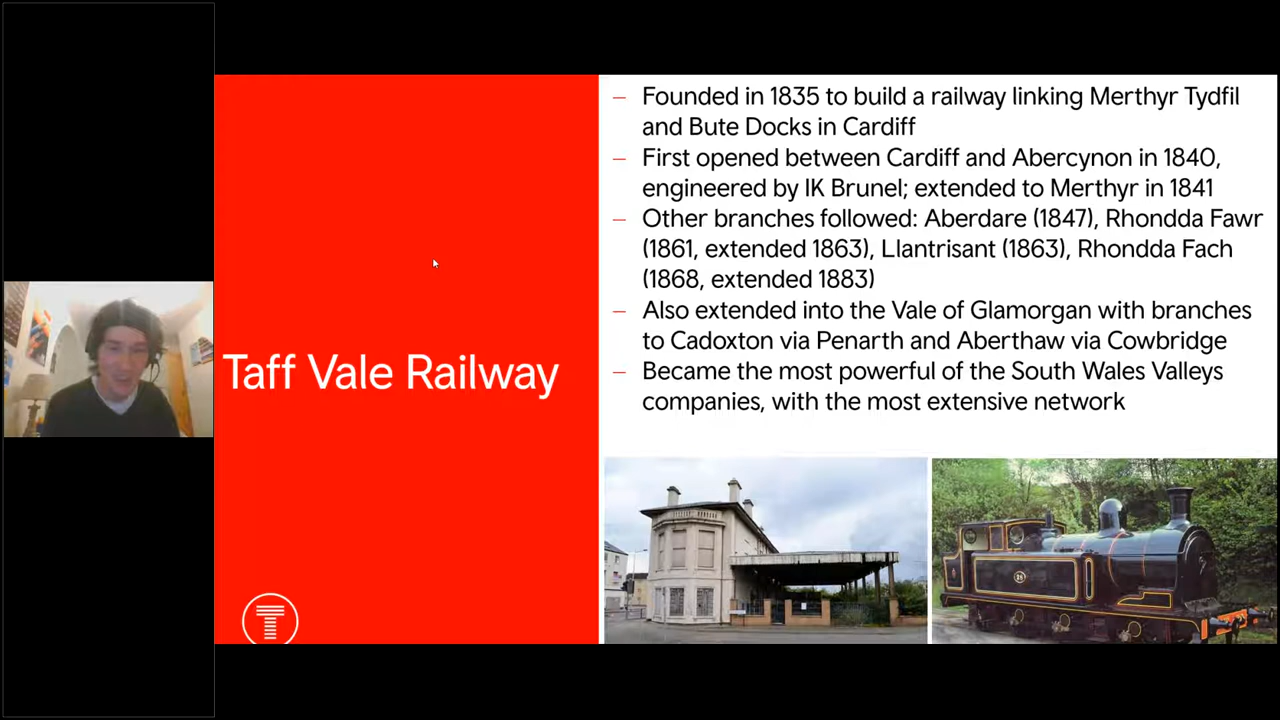 Taff Vale Railway
– Founded in 1835 to build a railway linking Merthyr Tydfil
and Bute Docks in Cardiff
– First opened between Cardiff and Abercynon in 1840,
engineered by IK Brunel; extended to Merthyr in 1841
– Other branches followed: Aberdare (1847), Rhondda Fawr
(1861, extended 1863), Llantrisant (1863), Rhondda Fach
(1868, extended 1883)
– Also extended into the Vale of Glamorgan with branches
to Cadoxton via Penarth and Aberthaw via Cowbridge
– Became the most powerful of the South Wales Valleys
companies, with the most extensive network
T